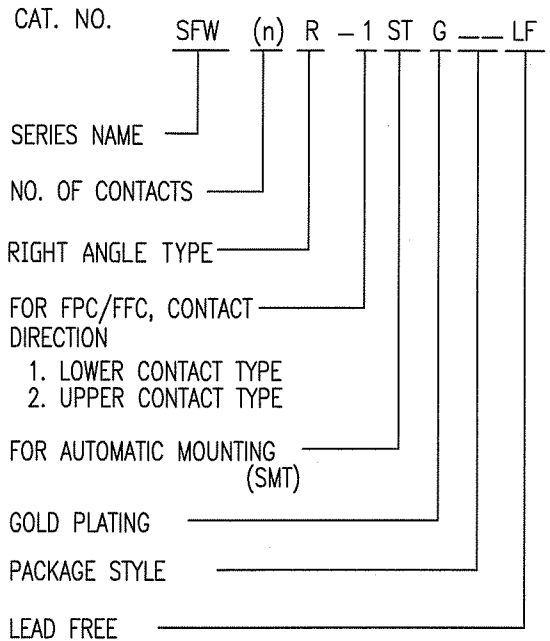 CAT. NO. SFW (n) R - 1 ST G __ LF
SERIES NAME
NO. OF CONTACTS
RIGHT ANGLE TYPE
FOR FPC/FFC, CONTACT
DIRECTION
1. LOWER CONTACT TYPE
2. UPPER CONTACT TYPE
FOR AUTOMATIC MOUNTING
(SMT)
GOLD PLATING
PACKAGE STYLE
LEAD FREE